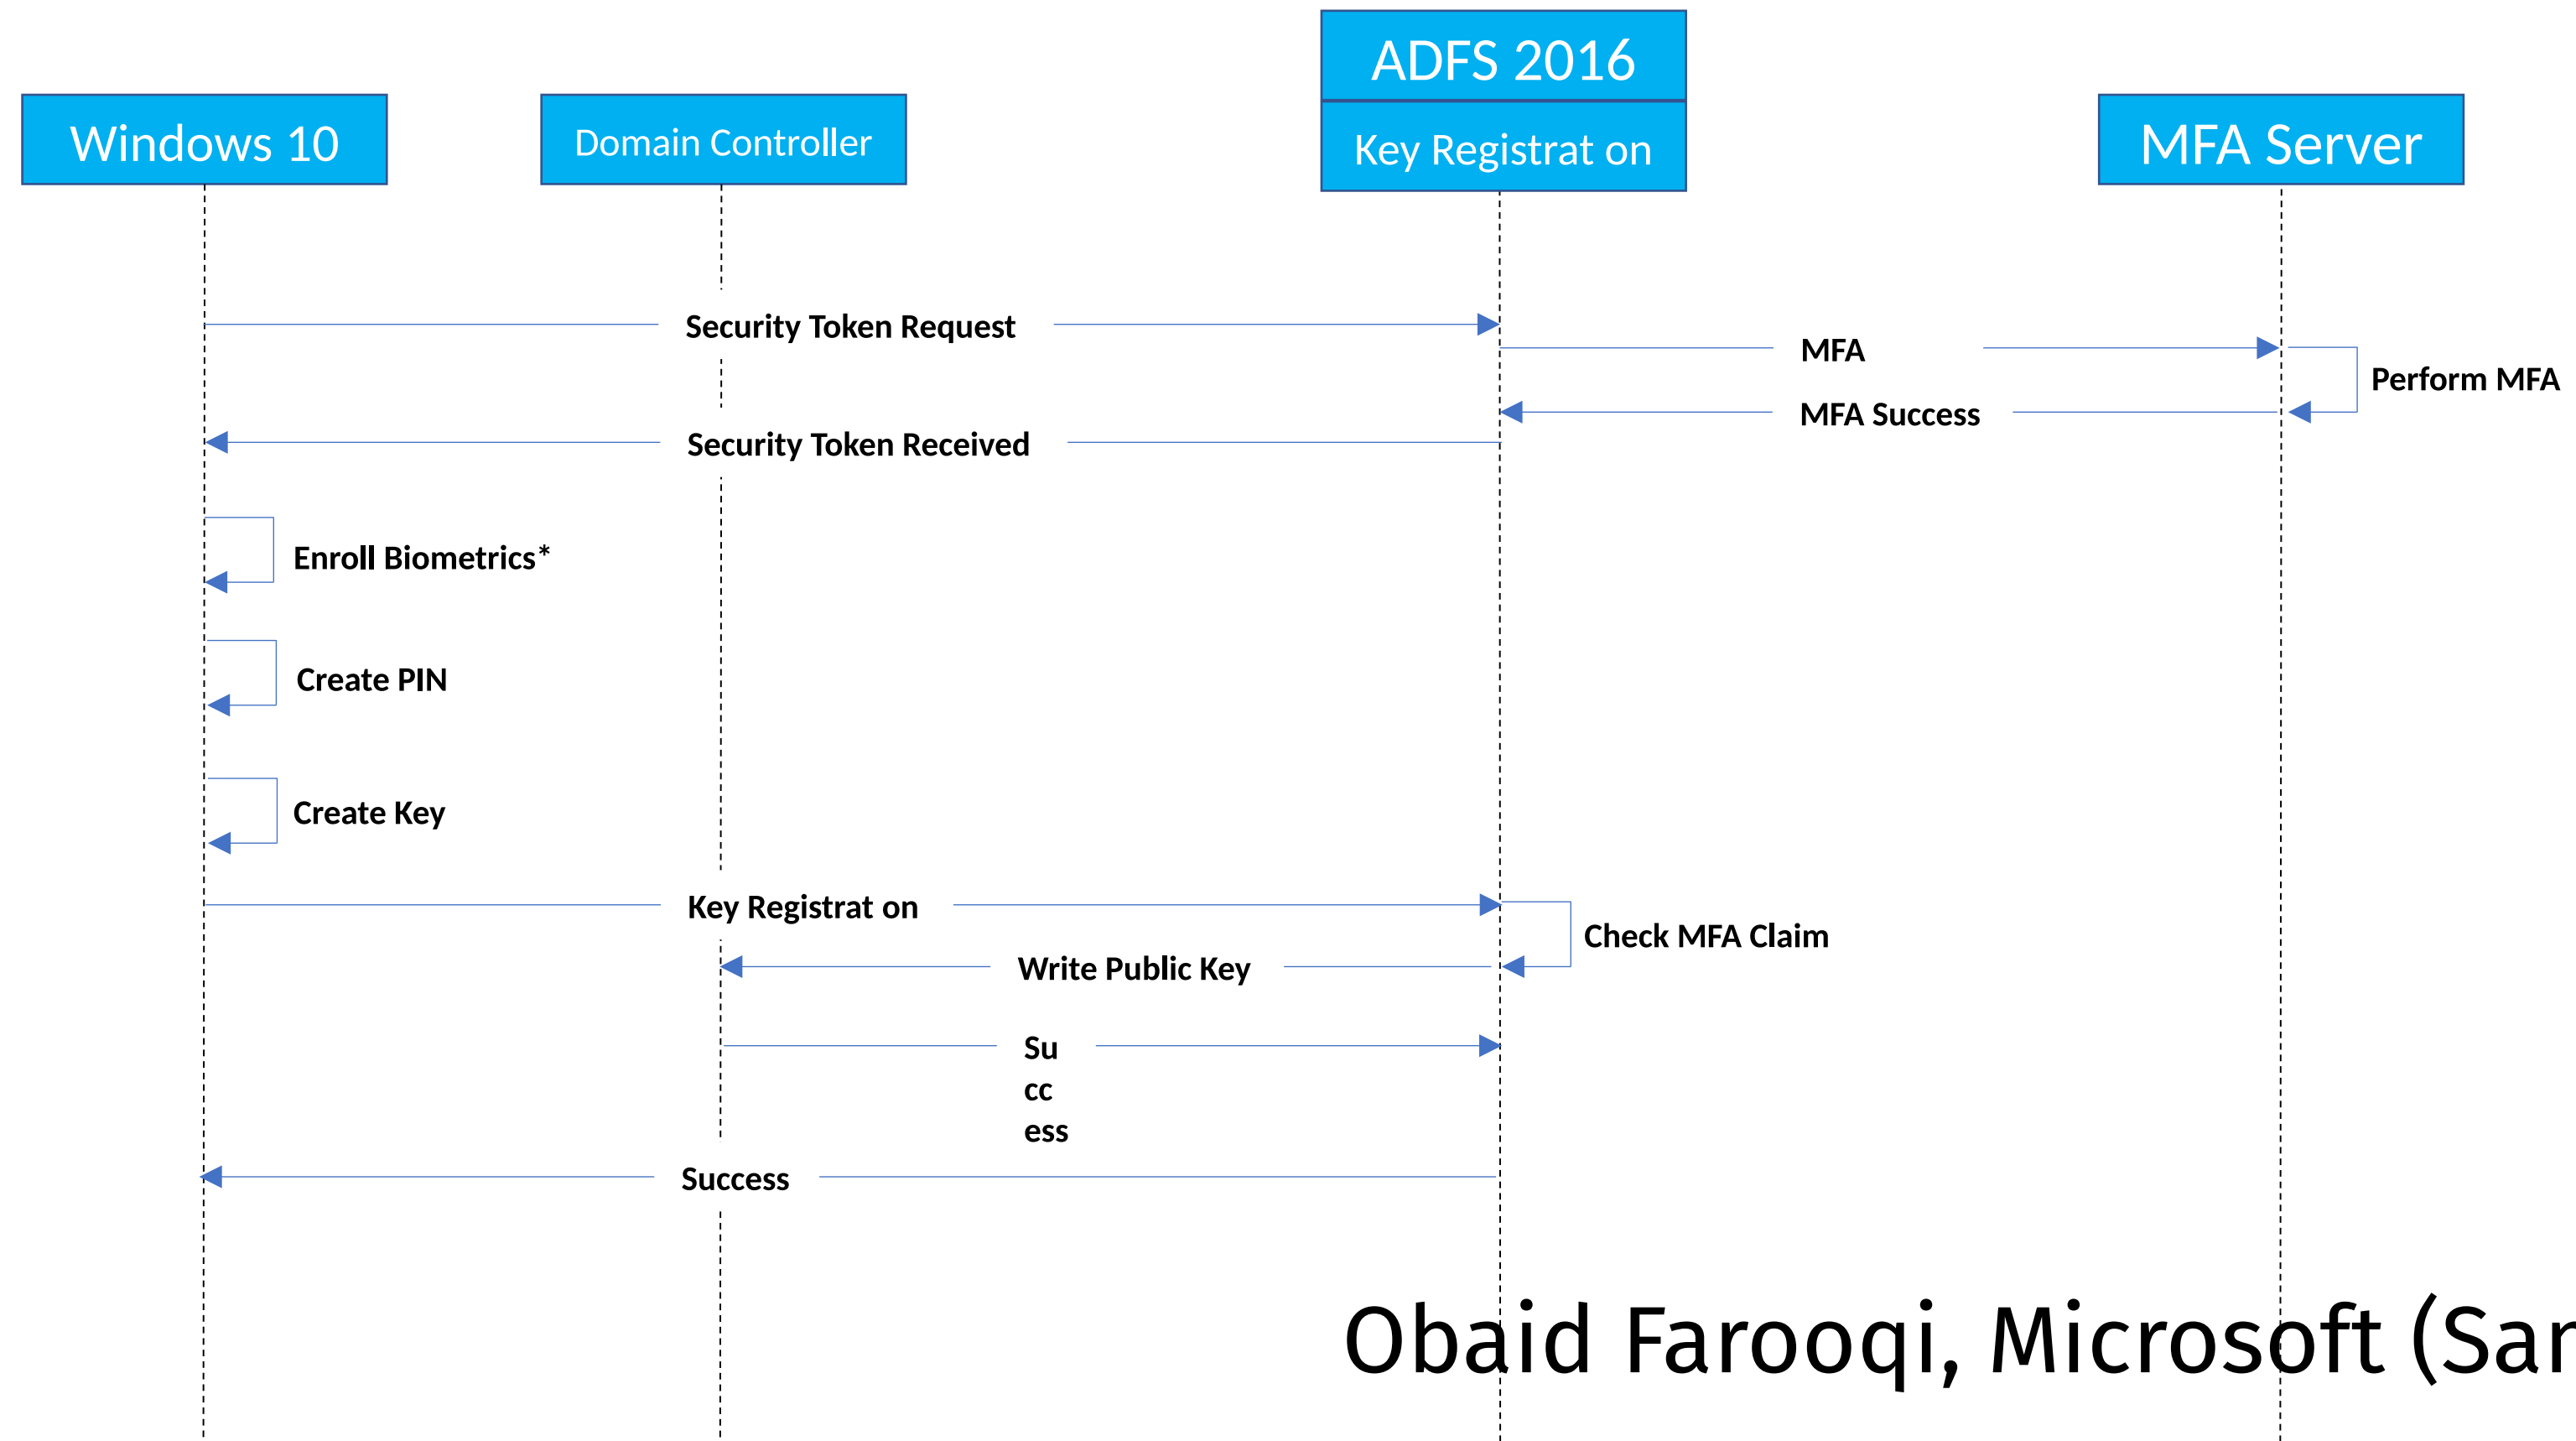 ADFS 2016
Windows 10
Domain Controller
Key Registrat on
MFA Server
Security Token Request
MFA
Perform MFA
MFA Success
Security Token Received
Enroll Biometrics*
Create PIN
Create Key
Key Registrat on
Check MFA Claim
Write Public Key
Su
cc
ess
Success
Obaid Farooqi, Microsoft (Sa